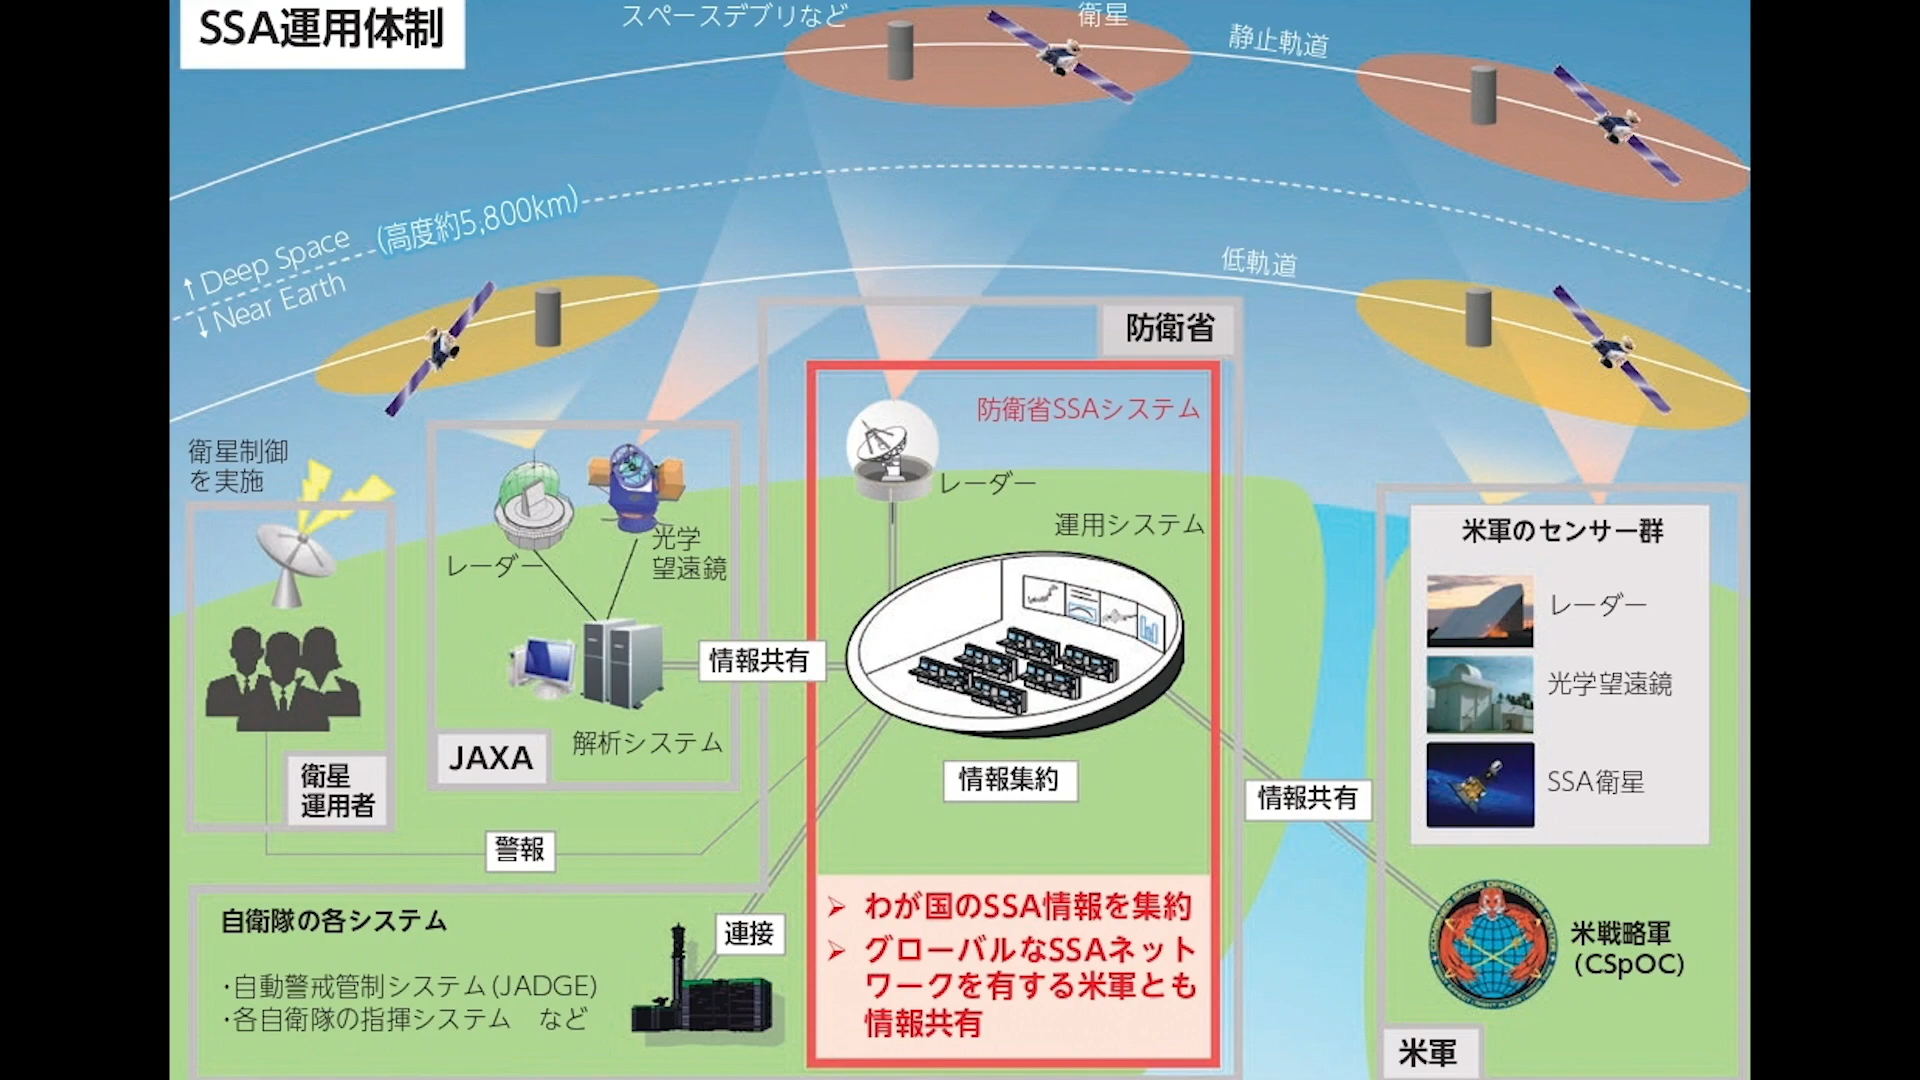 SSA運用体制
スペースデブリなど
衛星
静止軌道
↑Deep Space
(高度約5,800km)
↓Near Earth
低軌道
防衛省
防衛省SSAシステム
レーダー
運用システム
情報集約
衛星制御
を実施
衛星
運用者
レーダー
光学
望遠鏡
解析システム
JAXA
情報共有
警報
自衛隊の各システム
・自動警戒管制システム(JADGE)
・各自衛隊の指揮システム など
連接
➢ わが国のSSA情報を集約
➢ グローバルなSSAネット
ワークを有する米軍とも
情報共有
情報共有
米軍のセンサー群
レーダー
光学望遠鏡
SSA衛星
米戦略軍
(CSpOC)
米軍